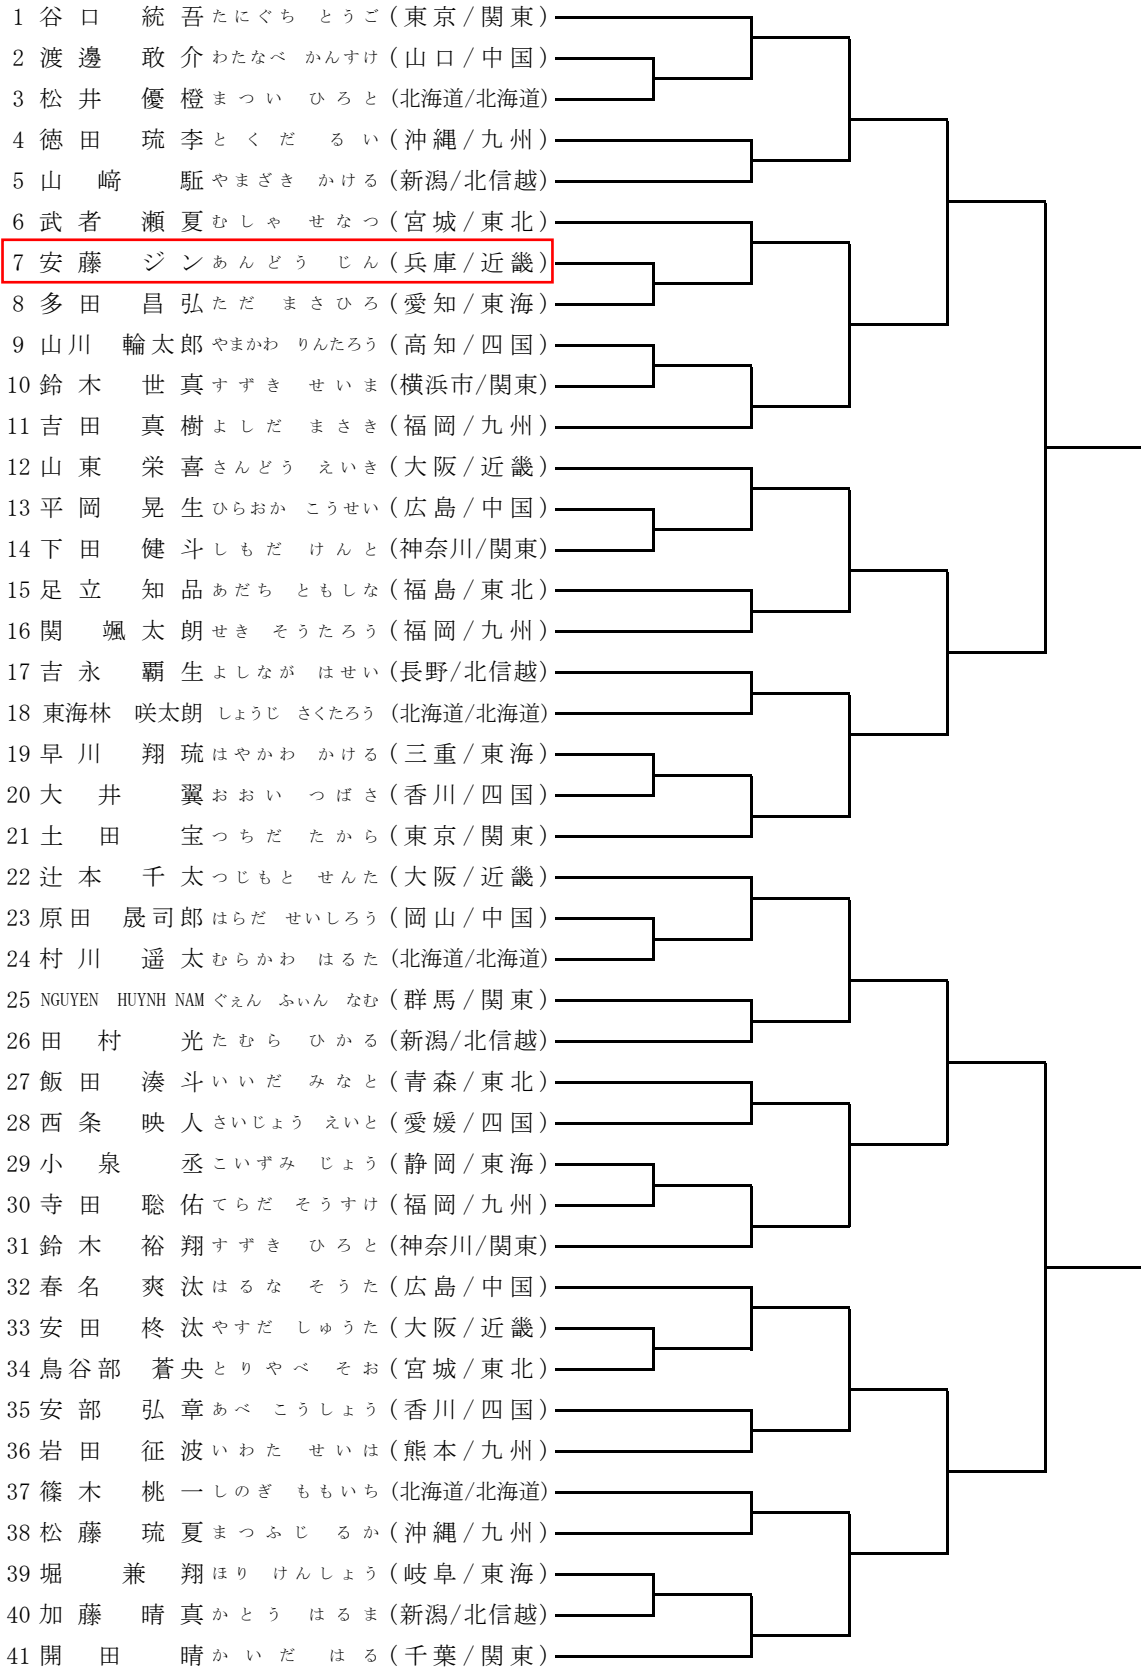 1 谷口 統吾 たにぐち とうご (東京/関東)
2 渡邊 敢介 わたなべ かんすけ (山口/中国)
3 松井 優橙 まつい ひろと (北海道/北海道)
4 徳田 琉李 とくだ るい (沖縄/九州)
5 山﨑 駈 やまざき かける (新潟/北信越)
6 武者 瀬夏 むしゃ せなつ (宮城/東北)
7 安藤 ジン あんどう じん (兵庫/近畿)
8 多田 昌弘 ただ まさひろ (愛知/東海)
9 山川 輪太郎 やまかわ りんたろう (高知/四国)
10 鈴木 世真 すずき せいま (横浜市/関東)
11 吉田 真樹 よしだ まさき (福岡/九州)
12 山東 栄喜 さんどう えいき (大阪/近畿)
13 平岡 晃生 ひらおか こうせい (広島/中国)
14 下田 健斗 しもだ けんと (神奈川/関東)
15 足立 知品 あだち ともしな (福島/東北)
16 関 颯太朗 せき そうたろう (福岡/九州)
17 吉永 覇生 よしなが はせい (長野/北信越)
18 東海林 咲太朗 しょうじ さくたろう (北海道/北海道)
19 早川 翔琉 はやかわ かける (三重/東海)
20 大井 翼 おおい つばさ (香川/四国)
21 土田 宝 つちだ たから (東京/関東)
22 辻本 千太 つじもと せんた (大阪/近畿)
23 原田 晟司郎 はらだ せいしろう (岡山/中国)
24 村川 遥太 むらかわ はるた (北海道/北海道)
25 NGUYEN HUYNH NAM ぐぇん ふぃん なむ (群馬/関東)
26 田村 光 たむら ひかる (新潟/北信越)
27 飯田 湊斗 いいだ みなと (青森/東北)
28 西条 映人 さいじょう えいと (愛媛/四国)
29 小泉 丞 こいずみ じょう (静岡/東海)
30 寺田 聡佑 てらだ そうすけ (福岡/九州)
31 鈴木 裕翔 すずき ひろと (神奈川/関東)
32 春名 爽汰 はるな そうた (広島/中国)
33 安田 柊汰 やすだ しゅうた (大阪/近畿)
34 鳥谷部 蒼央 とりやべ そお (宮城/東北)
35 安部 弘章 あべ こうしょう (香川/四国)
36 岩田 征波 いわた せいは (熊本/九州)
37 篠木 桃一 しのぎ ももいち (北海道/北海道)
38 松藤 琉夏 まつふじ るか (沖縄/九州)
39 堀 兼翔 ほり けんしょう (岐阜/東海)
40 加藤 晴真 かとう はるま (新潟/北信越)
41 開田 晴 かいだ はる (千葉/関東)